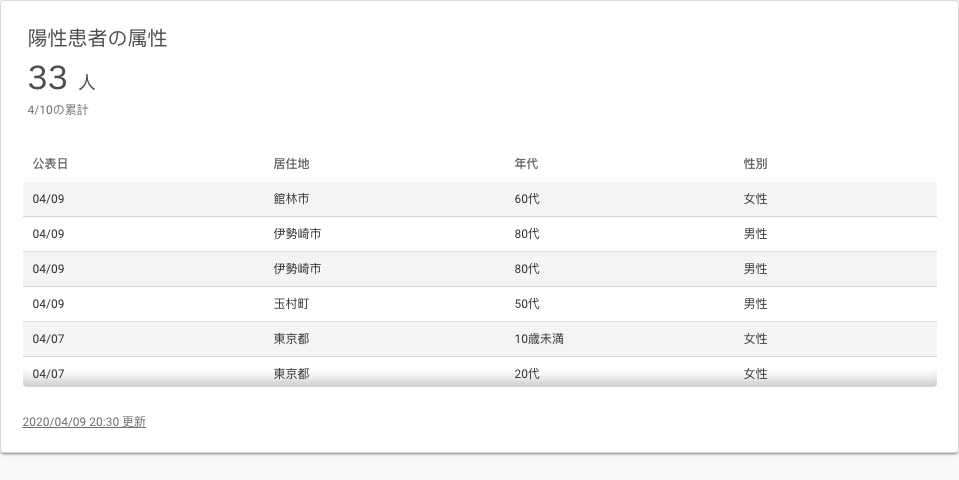 陽性患者の属性
33 人
4/10の累計
公表日 居住地 年代 性別
04/09 館林市 60代 女性
04/09 伊勢崎市 80代 男性
04/09 伊勢崎市 80代 男性
04/09 玉村町 50代 男性
04/07 東京都 10歳未満 女性
04/07 東京都 20代 女性
2020/04/09 20:30 更新